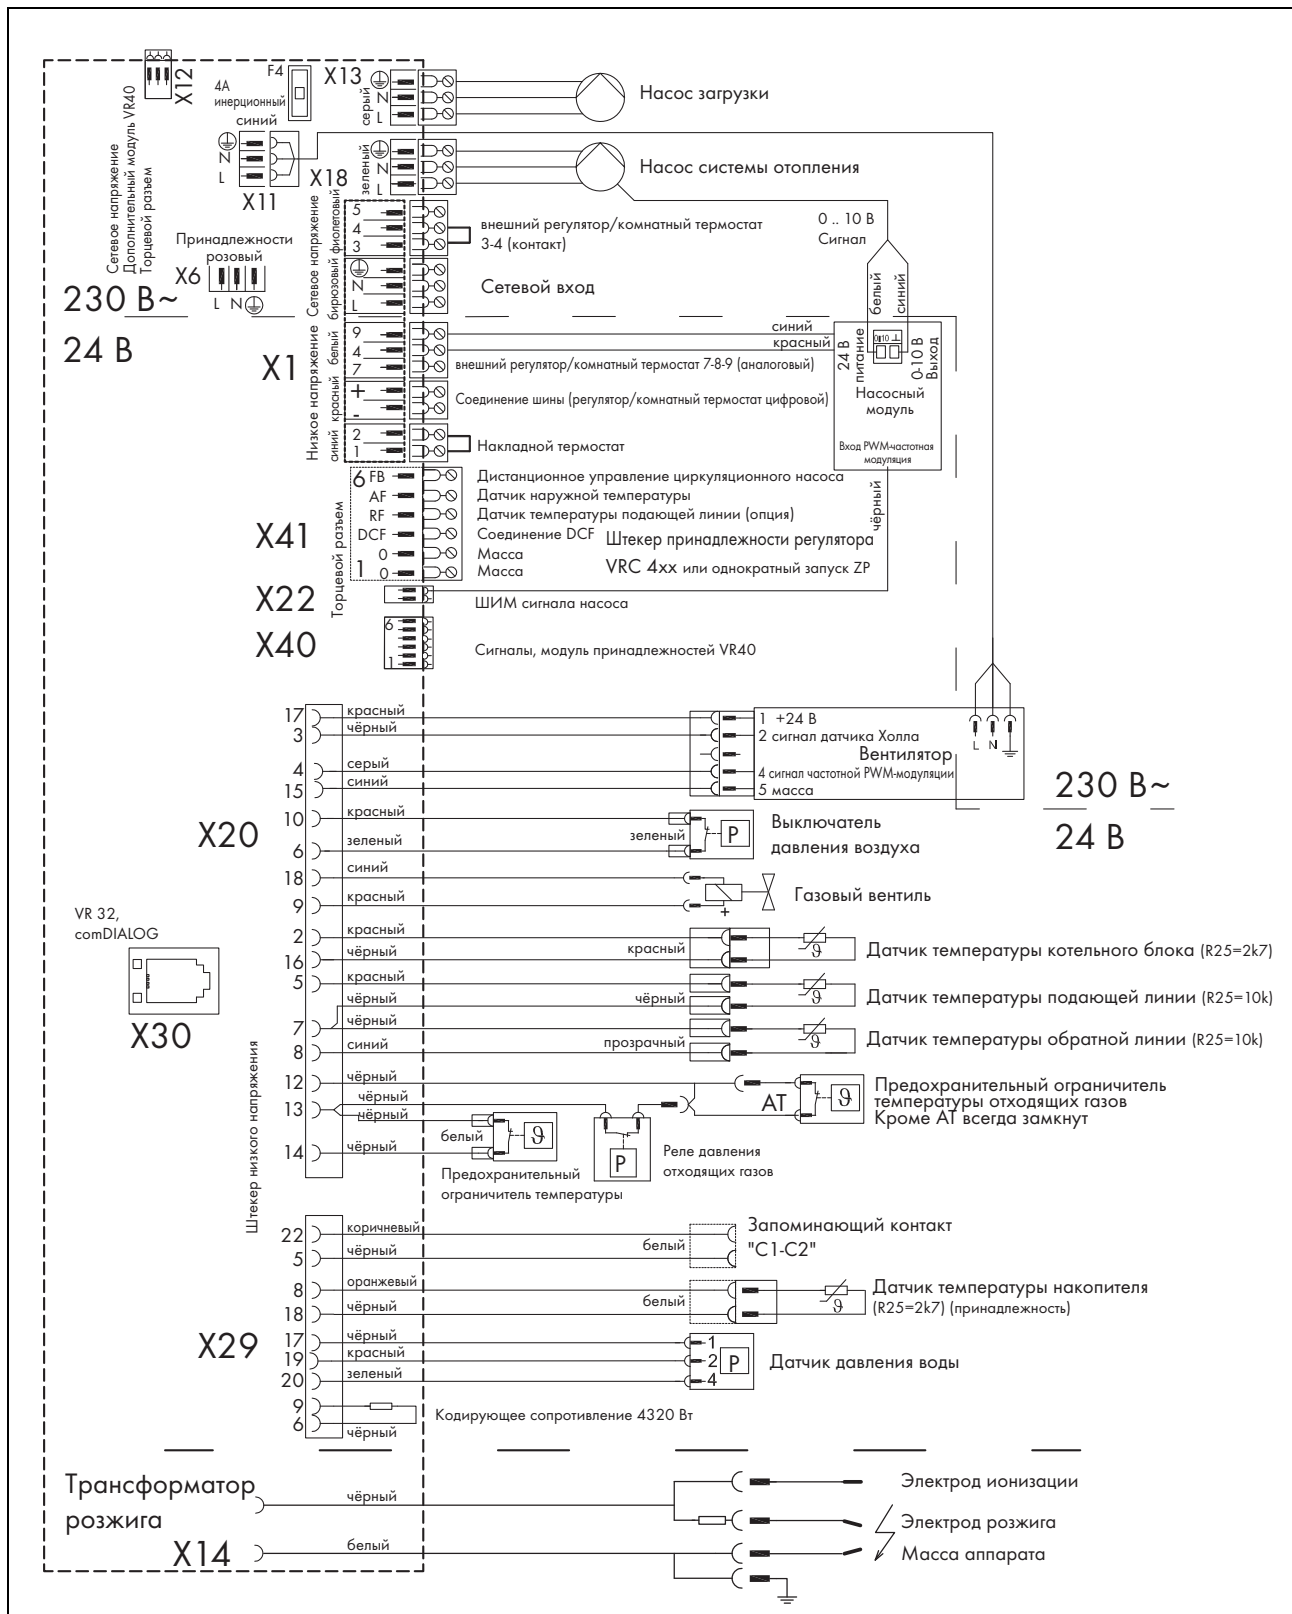 X12
Сетевое напряжение
Дополнительный модуль VR40
Торцевой разъем
F4
4A
инерционный
X13
серый
N
L
Насос загрузки
синий
N
L
X11
X18
зеленый
N
L
Насос системы отопления
0 .. 10 В
Сигнал
белый
синий
Принадлежности
розовый
X6
L N
Сетевое напряжение
фиолетовый
5
4
3
внешний регулятор/комнатный термостат
3-4 (контакт)
бирюзовый
N
L
Сетевой вход
230 В~
24 В
X1
Низкое напряжение
белый
9
4
7
синий
красный
внешний регулятор/комнатный термостат 7-8-9 (аналоговый)
красный
+
-
Соединение шины (регулятор/комнатный термостат цифровой)
синий
2
1
Накладной термостат
24 В
питание
0-10 В
Выход
Насосный
модуль
Вход PWM-частотная
модуляция
чёрный
X41
Торцевой разъем
6 FB
Дистанционное управление циркуляционного насоса
AF
Датчик наружной температуры
RF
Датчик температуры подающей линии (опция)
DCF
Соединение DCF
Штекер принадлежности регулятора
0
Масса
1 0
Масса
VRC 4xx или однократный запуск ZP
X22
ШИМ сигнала насоса
X40
6
1
Сигналы, модуль принадлежностей VR40
X20
17 красный
1 +24 В
3 чёрный
2 сигнал датчика Холла
Вентилятор
L N
4 серый
4 сигнал частотной PWM-модуляции
15 синий
5 масса
230 В~
24 В
10 красный
6 зеленый
зеленый
P
Выключатель
давления воздуха
18 синий
9 красный
+
Газовый вентиль
VR 32,
comDIALOG
X30
2 красный
16 чёрный
красный
ϑ
Датчик температуры котельного блока (R25=2k7)
5 красный
чёрный
чёрный
ϑ
Датчик температуры подающей линии (R25=10k)
7 чёрный
8 синий
прозрачный
ϑ
Датчик температуры обратной линии (R25=10k)
Штекер низкого напряжения
12 чёрный
13 чёрный
чёрный
14 чёрный
белый
ϑ
Предохранительный
ограничитель температуры
P
Реле давления
отходящих газов
AT
ϑ
Предохранительный ограничитель
температуры отходящих газов
Кроме АТ всегда замкнут
X29
22 коричневый
5 чёрный
белый
Запоминающий контакт
"C1-C2"
8 оранжевый
18 чёрный
белый
ϑ
Датчик температуры накопителя
(R25=2k7) (принадлежность)
17 чёрный
19 красный
20 зеленый
1
2
4
P
Датчик давления воды
9
6
чёрный
Кодирующее сопротивление 4320 Вт
Трансформатор
розжига
X14
чёрный
белый
Электрод ионизации
Электрод розжига
Масса аппарата